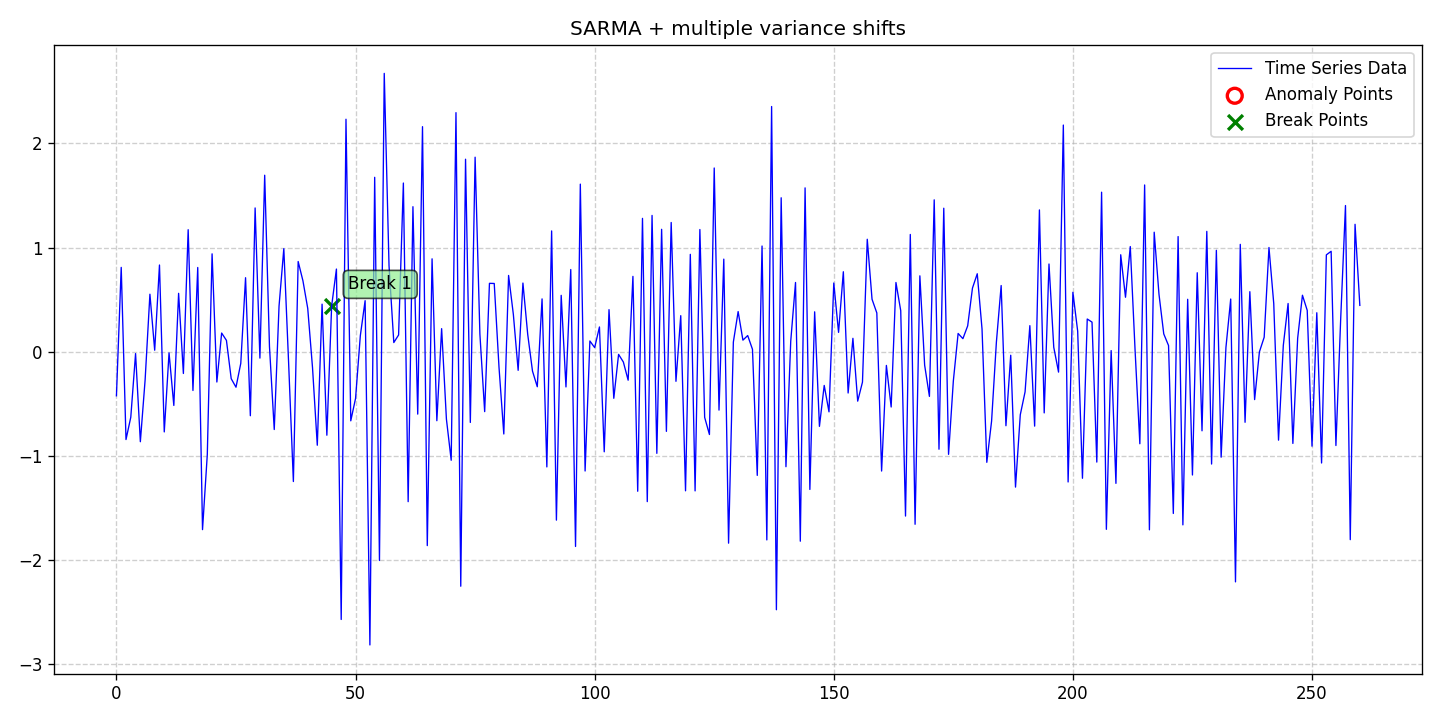 SARMA + multiple variance shifts
Time Series Data
Anomaly Points
Break Points
Break 1
2
1
0
−1
−2
−3
0
50
100
150
200
250